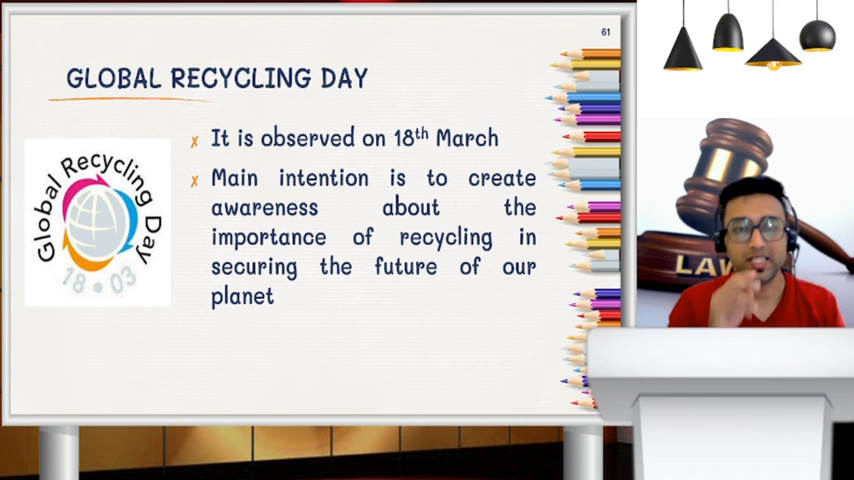 61
GLOBAL RECYCLING DAY
Global Recycling Day
18 • 03
x It is observed on 18th March
x Main intention is to create
awareness about the
importance of recycling in
securing the future of our
planet
LAW